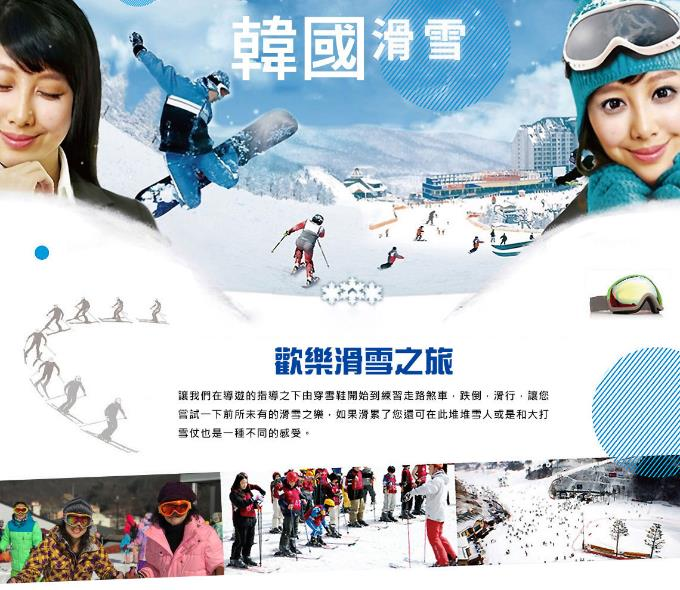 韓國滑雪
歡樂滑雪之旅
讓我們在導遊的指導之下由穿雪鞋開始到練習走路煞車，跌倒，滑行，讓您
嘗試一下前所未有的滑雪之樂，如果滑累了您還可在此堆堆雪人或是和大打
雪仗也是一種不同的感受。